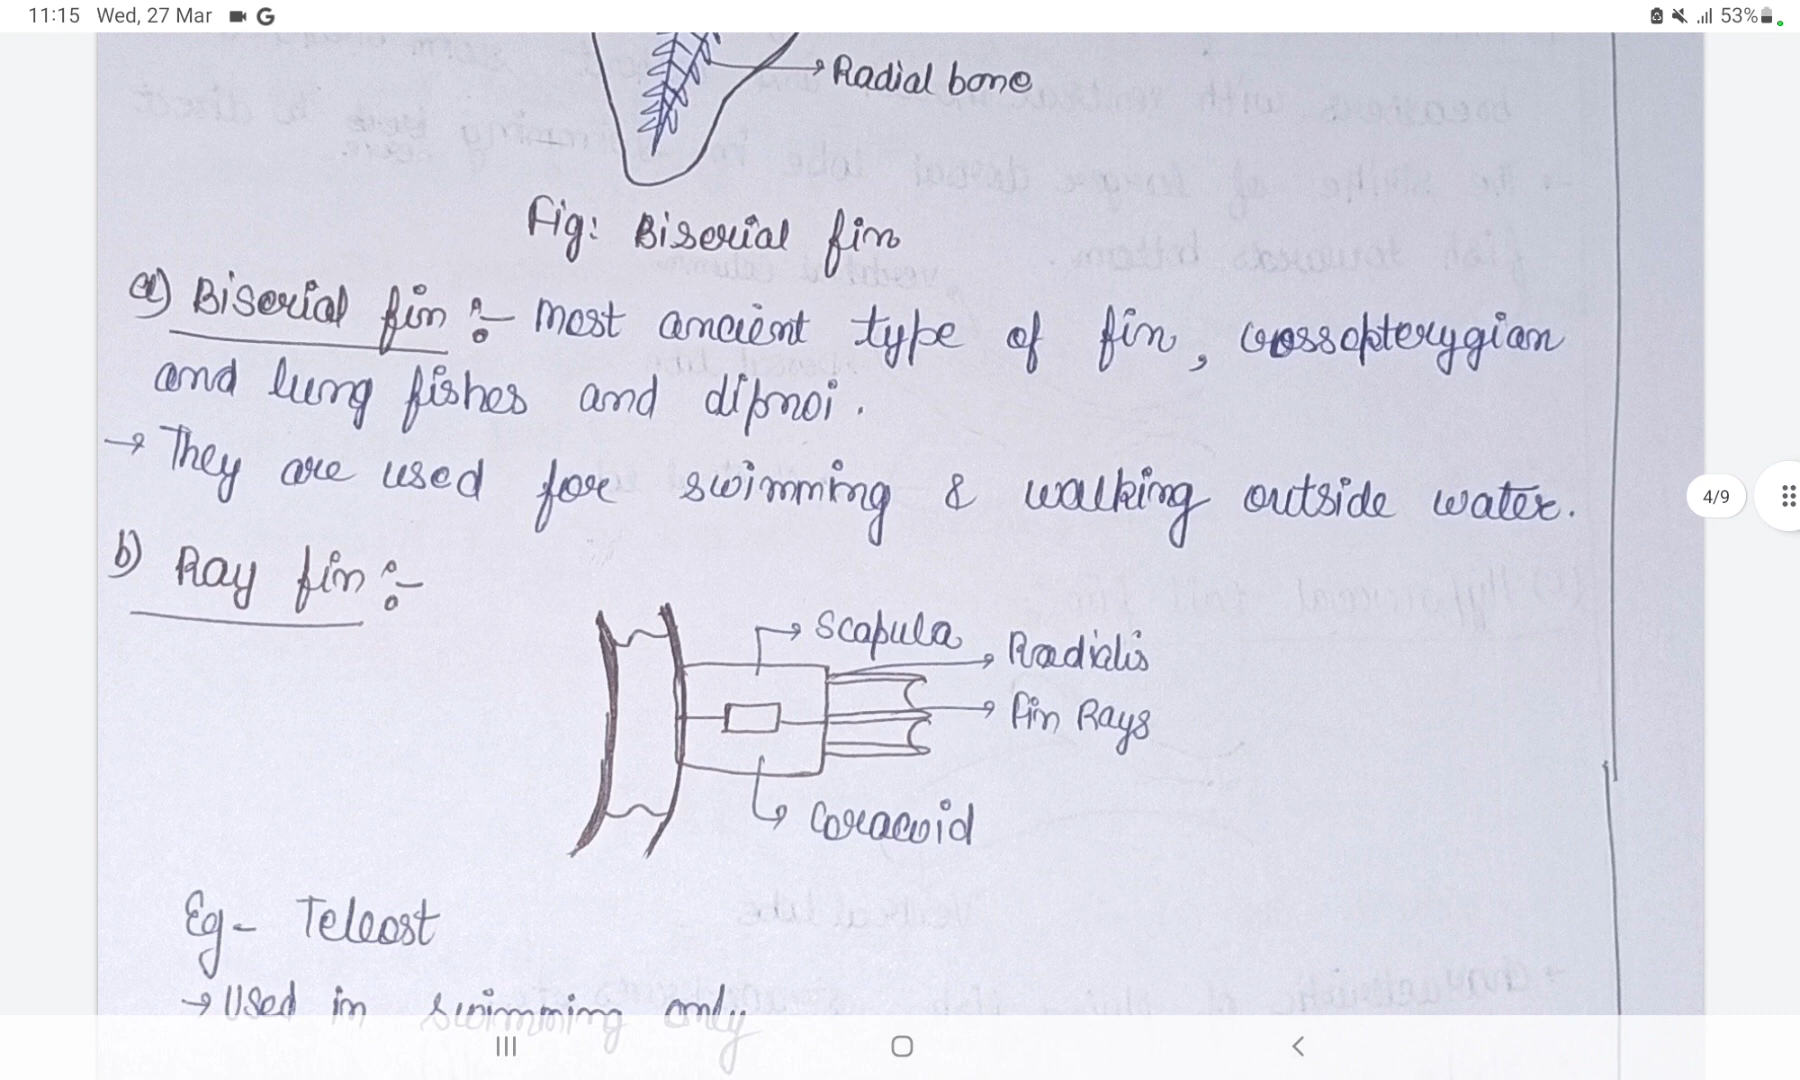 11:15 Wed, 27 Mar G
53%
Radial bone
Fig: Biserial fin
a) Biserial fin :- most ancient type of fin, crossopterygian
and lung fishes and dipnoi.
→ They are used for swimming & walking outside water.
4/9
b) Ray fin :-
Scapula
Radialis
fin Rays
Coracoid
Eg- Teleost
→ Used in swimming only